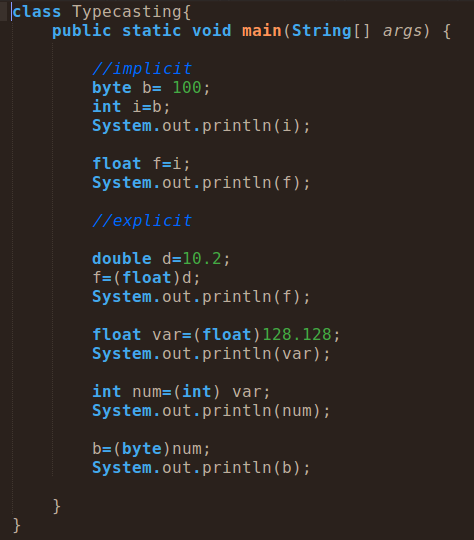 class Typecasting{
    public static void main(String[] args) {

        //implicit
        byte b= 100;
        int i=b;
        System.out.println(i);

        float f=i;
        System.out.println(f);

        //explicit

        double d=10.2;
        f=(float)d;
        System.out.println(f);

        float var=(float)128.128;
        System.out.println(var);

        int num=(int) var;
        System.out.println(num);

        b=(byte)num;
        System.out.println(b);

    }
}